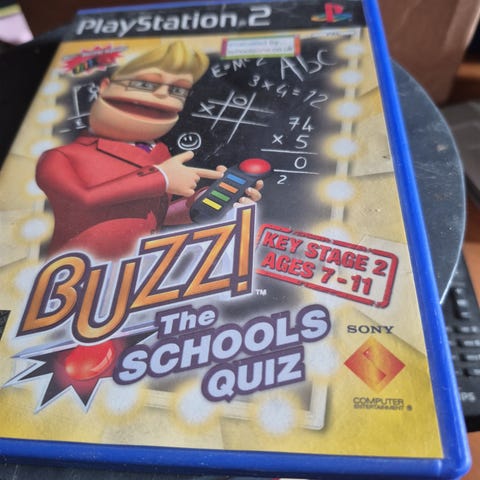 PlayStation®2
E=MC²
ABC
3 x 4 = 12
x o
x
74
x 5
0
2
BUZZ!™
KEY STAGE 2
AGES 7-11
The
SCHOOLS
QUIZ
SONY
COMPUTER
ENTERTAINMENT®